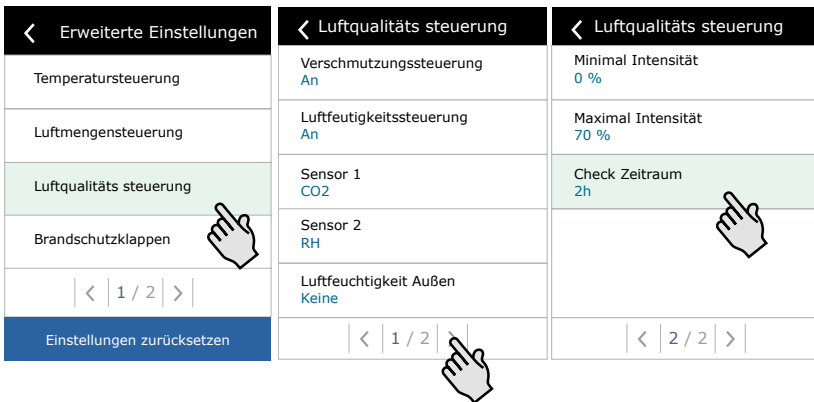 Erweiterte Einstellungen
Temperatursteuerung
Luftmengensteuerung
Luftqualitäts steuerung
Brandschutzklappen
1 / 2
Einstellungen zurücksetzen
Luftqualitäts steuerung
Verschmutzungssteuerung
An
Luftfeutigkeitssteuerung
An
Sensor 1
CO2
Sensor 2
RH
Luftfeuchtigkeit Außen
Keine
1 / 2
Luftqualitäts steuerung
Minimal Intensität
0 %
Maximal Intensität
70 %
Check Zeitraum
2h
2 / 2